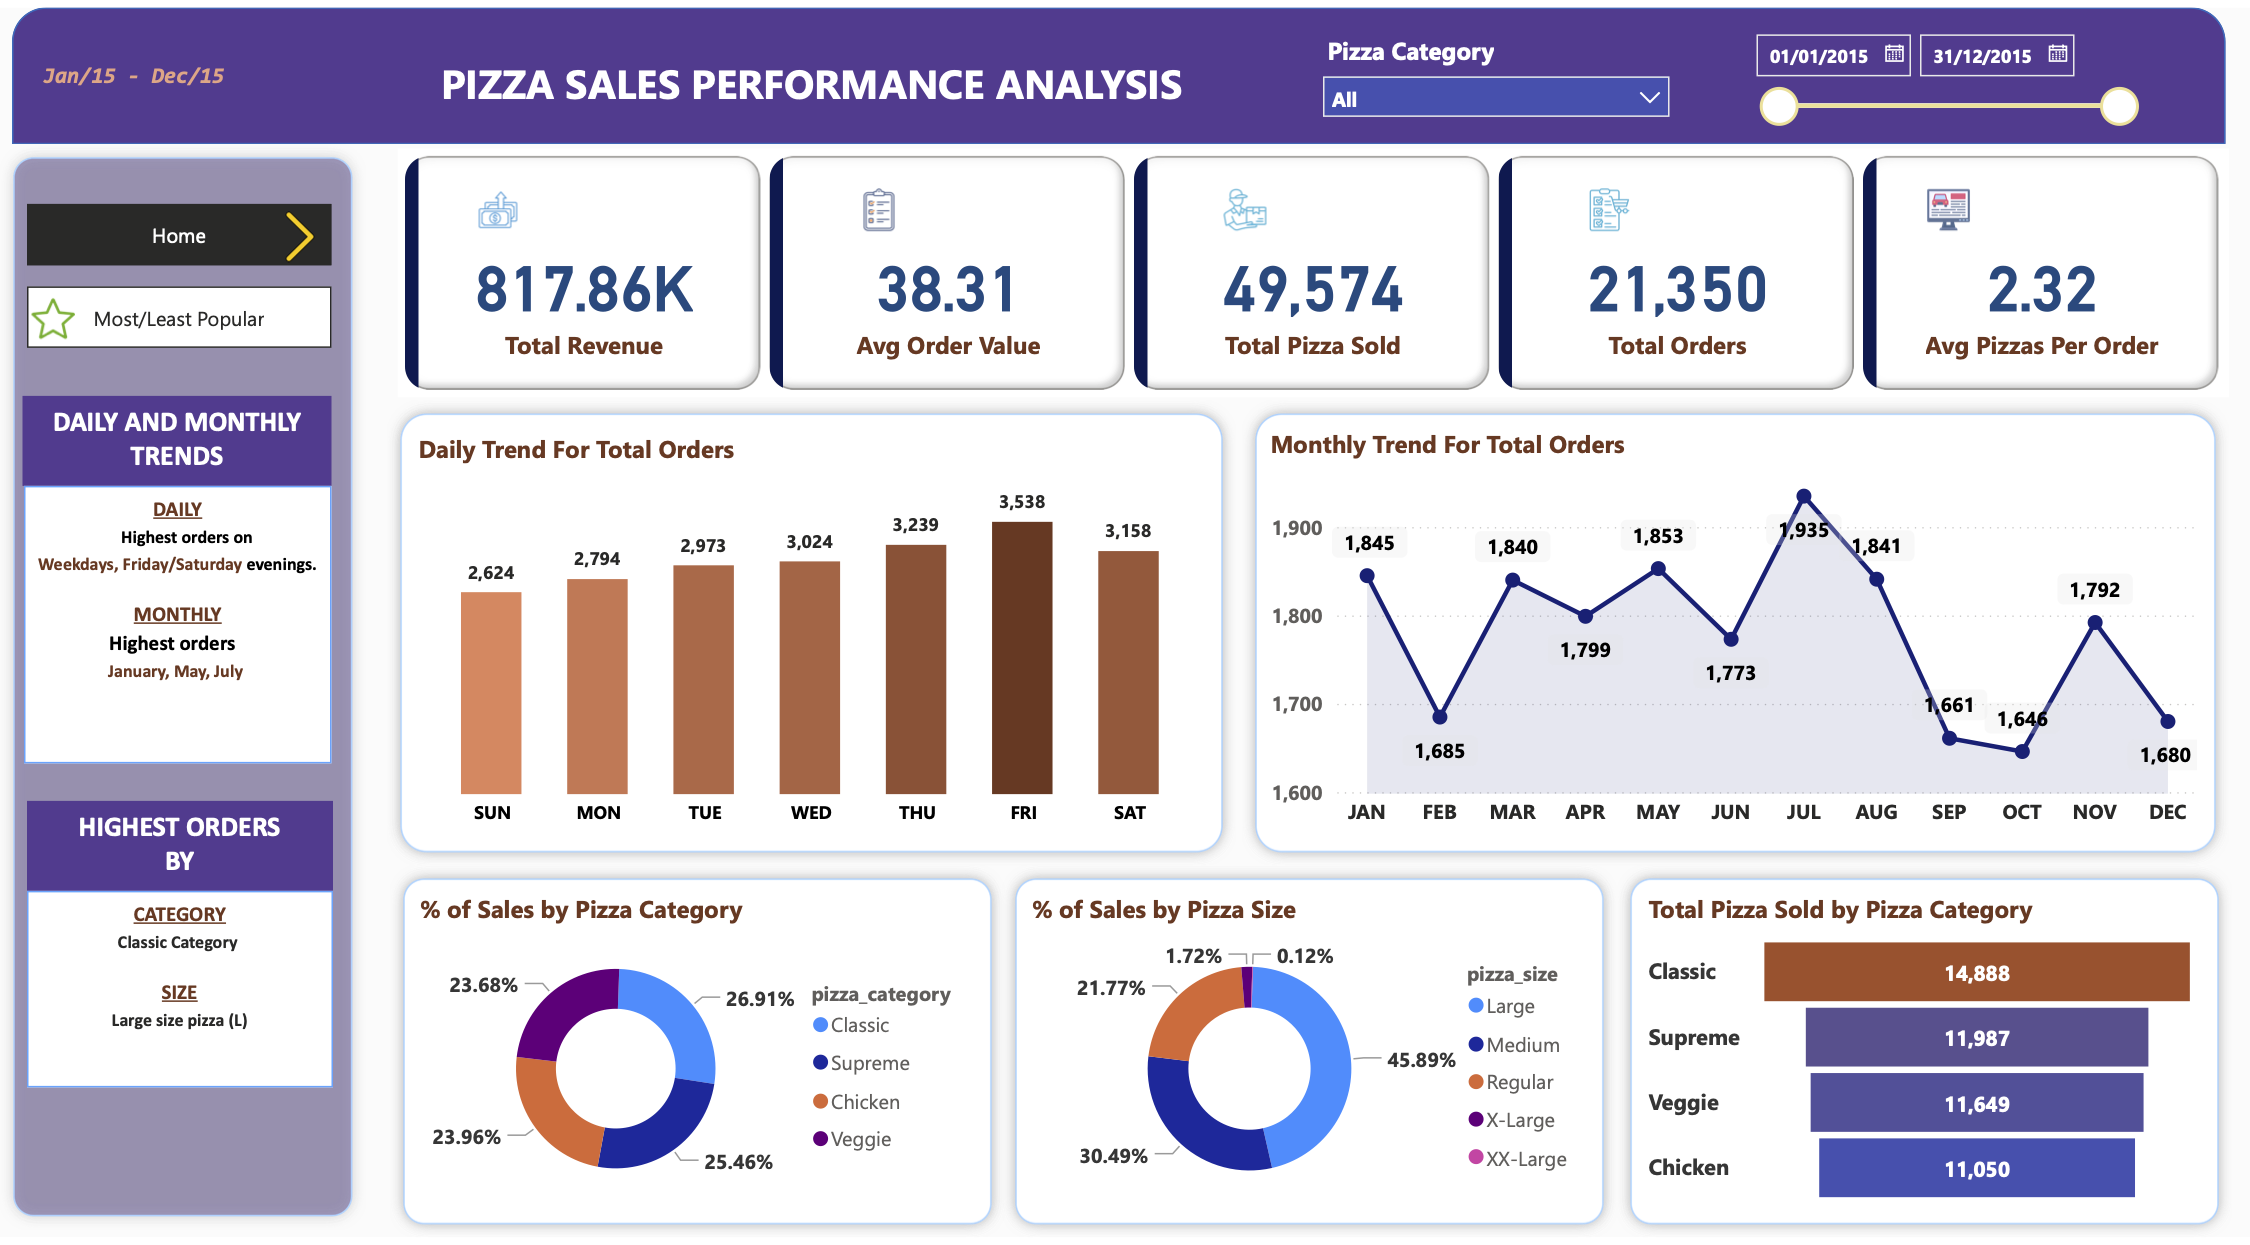 Jan/15 - Dec/15
PIZZA SALES PERFORMANCE ANALYSIS
Pizza Category
All
01/01/2015
31/12/2015
Home
Most/Least Popular
DAILY AND MONTHLY
TRENDS
DAILY
Highest orders on
Weekdays, Friday/Saturday evenings.
MONTHLY
Highest orders
January, May, July
HIGHEST ORDERS
BY
CATEGORY
Classic Category
SIZE
Large size pizza (L)
817.86K
Total Revenue
38.31
Avg Order Value
49,574
Total Pizza Sold
21,350
Total Orders
2.32
Avg Pizzas Per Order
Daily Trend For Total Orders
2,624
2,794
2,973
3,024
3,239
3,538
3,158
SUN
MON
TUE
WED
THU
FRI
SAT
Monthly Trend For Total Orders
1,900
1,800
1,700
1,600
1,845
1,685
1,840
1,799
1,853
1,773
1,935
1,841
1,661
1,646
1,792
1,680
JAN
FEB
MAR
APR
MAY
JUN
JUL
AUG
SEP
OCT
NOV
DEC
% of Sales by Pizza Category
23.68%
26.91%
23.96%
25.46%
pizza_category
Classic
Supreme
Chicken
Veggie
% of Sales by Pizza Size
1.72%
0.12%
21.77%
45.89%
30.49%
pizza_size
Large
Medium
Regular
X-Large
XX-Large
Total Pizza Sold by Pizza Category
Classic
14,888
Supreme
11,987
Veggie
11,649
Chicken
11,050